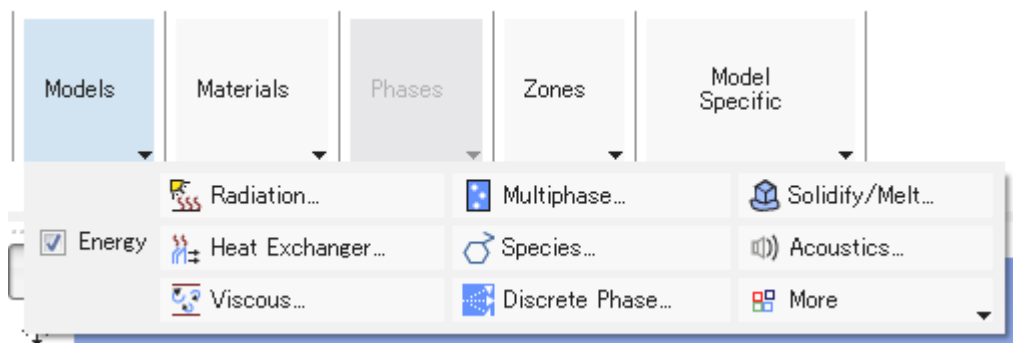 Models
Materials
Phases
Zones
Model
Specific
Energy
Radiation...
Multiphase...
Solidify/Melt...
Heat Exchanger...
Species...
Acoustics...
Viscous...
Discrete Phase...
More